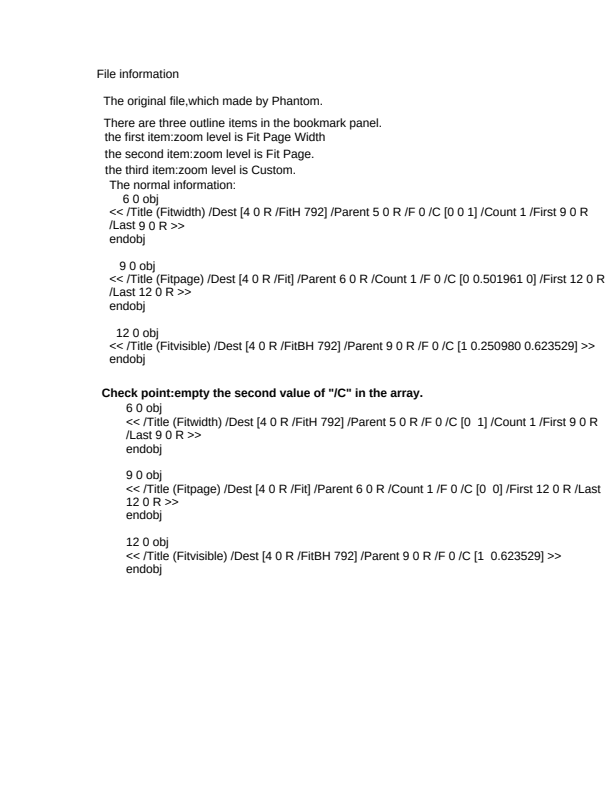 File information
The original file,which made by Phantom.
There are three outline items in the bookmark panel.
the first item:zoom level is Fit Page Width
the second item:zoom level is Fit Page.
the third item:zoom level is Custom.
The normal information:
6 0 obj
<< /Title (Fitwidth) /Dest [4 0 R /FitH 792] /Parent 5 0 R /F 0 /C [0 0 1] /Count 1 /First 9 0 R
/Last 9 0 R >>
endobj
9 0 obj
<< /Title (Fitpage) /Dest [4 0 R /Fit] /Parent 6 0 R /Count 1 /F 0 /C [0 0.501961 0] /First 12 0 R
/Last 12 0 R >>
endobj
12 0 obj
<< /Title (Fitvisible) /Dest [4 0 R /FitBH 792] /Parent 9 0 R /F 0 /C [1 0.250980 0.623529] >>
endobj
Check point:empty the second value of "/C" in the array.
6 0 obj
<< /Title (Fitwidth) /Dest [4 0 R /FitH 792] /Parent 5 0 R /F 0 /C [0  1] /Count 1 /First 9 0 R
/Last 9 0 R >>
endobj
9 0 obj
<< /Title (Fitpage) /Dest [4 0 R /Fit] /Parent 6 0 R /Count 1 /F 0 /C [0  0] /First 12 0 R /Last
12 0 R >>
endobj
12 0 obj
<< /Title (Fitvisible) /Dest [4 0 R /FitBH 792] /Parent 9 0 R /F 0 /C [1  0.623529] >>
endobj